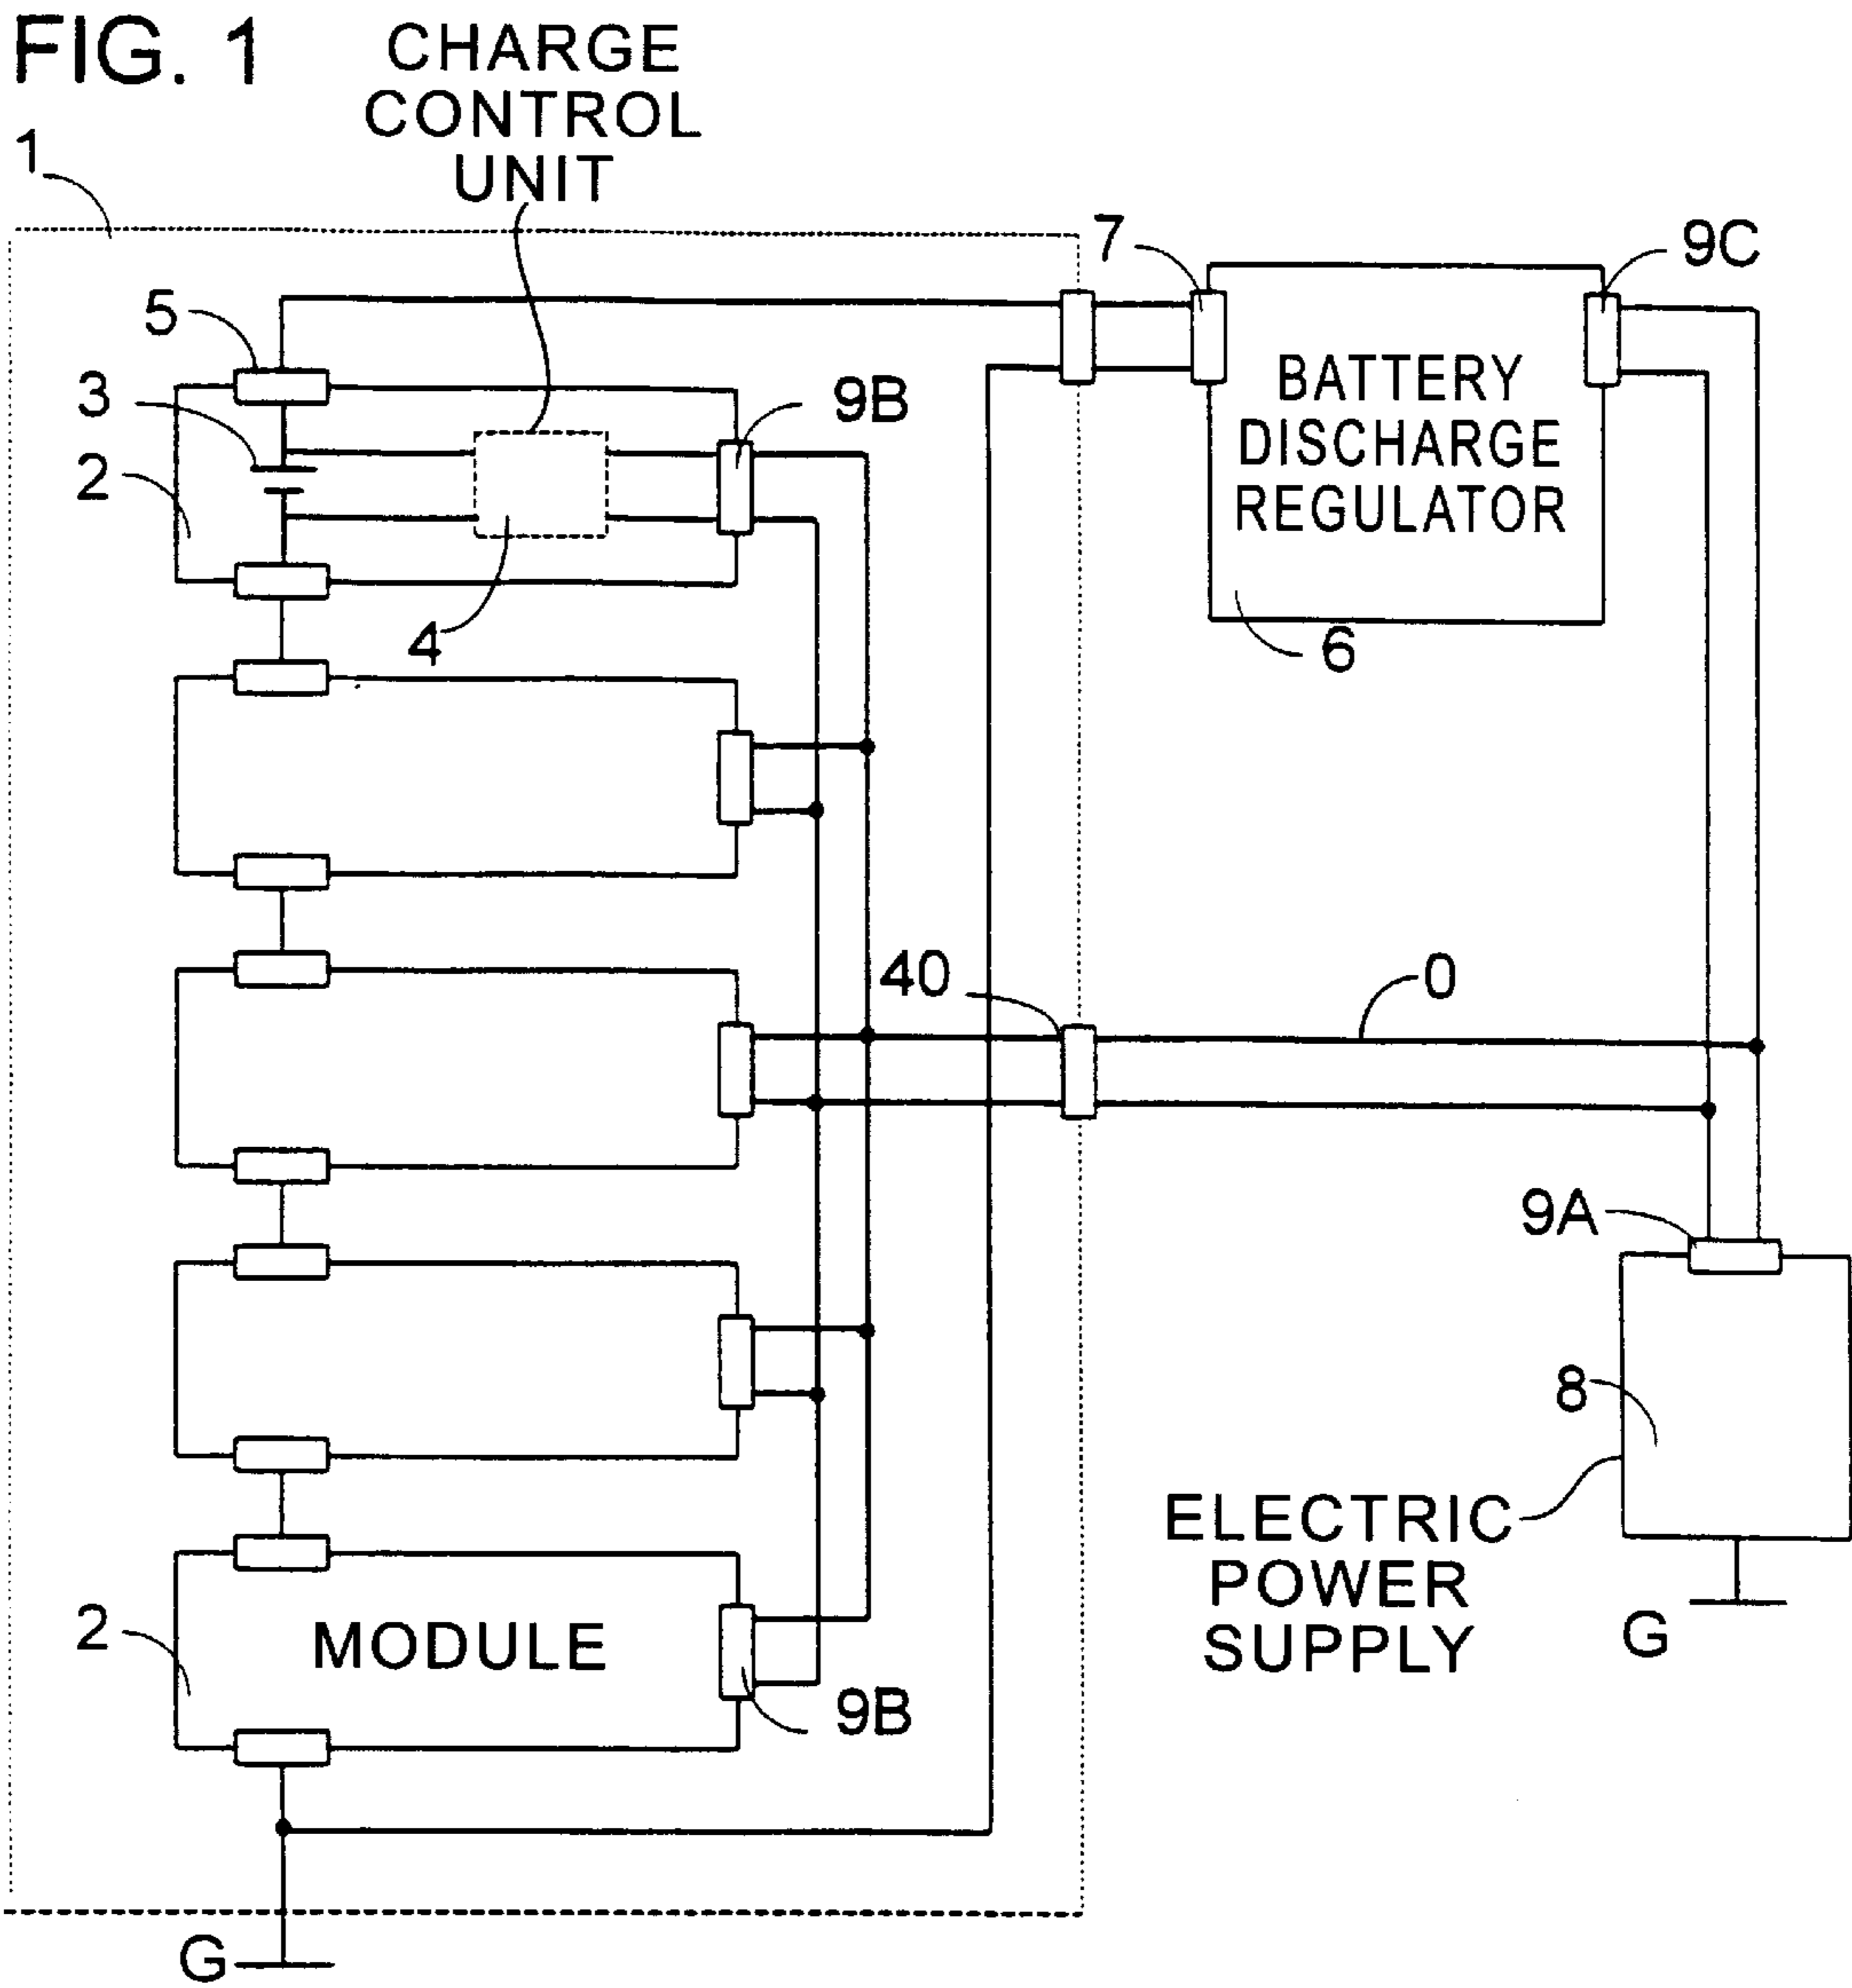 FIG. 1
CHARGE
CONTROL
UNIT
1
7
9C
5
3
9B
2
BATTERY
DISCHARGE
REGULATOR
4
6
40
0
9A
8
ELECTRIC
POWER
SUPPLY
G
2
MODULE
9B
G